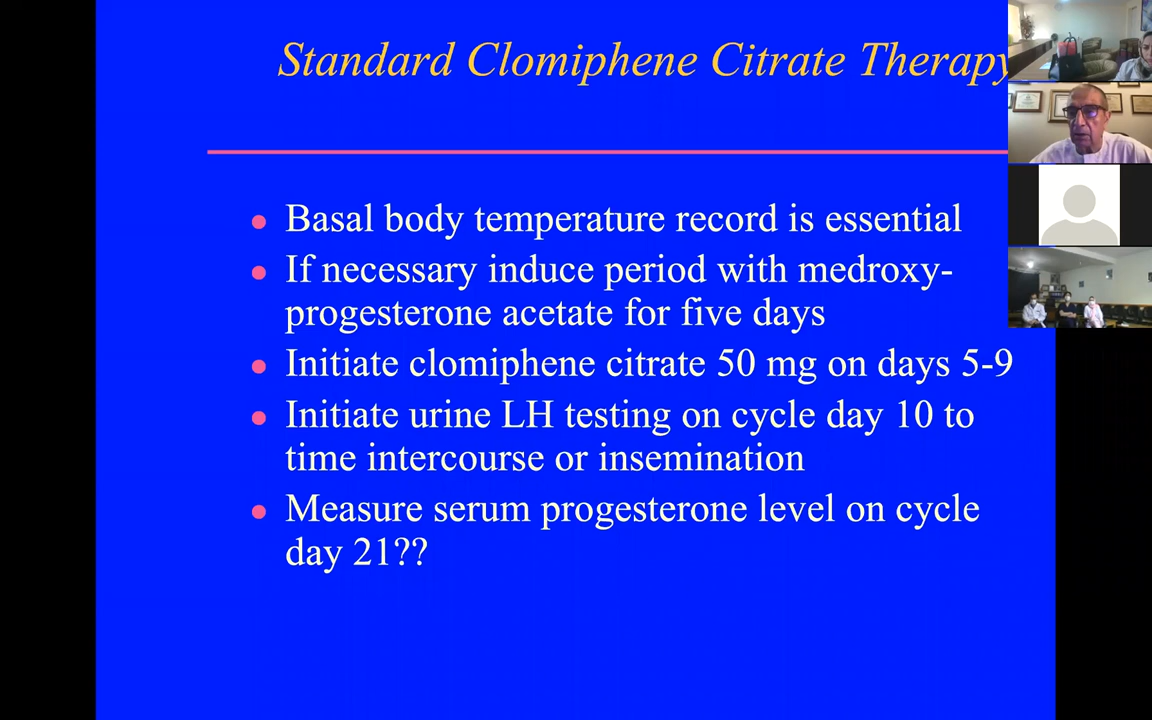 Standard Clomiphene Citrate Therapy
Basal body temperature record is essential
If necessary induce period with medroxy-
progesterone acetate for five days
Initiate clomiphene citrate 50 mg on days 5-9
Initiate urine LH testing on cycle day 10 to
time intercourse or insemination
Measure serum progesterone level on cycle
day 21??